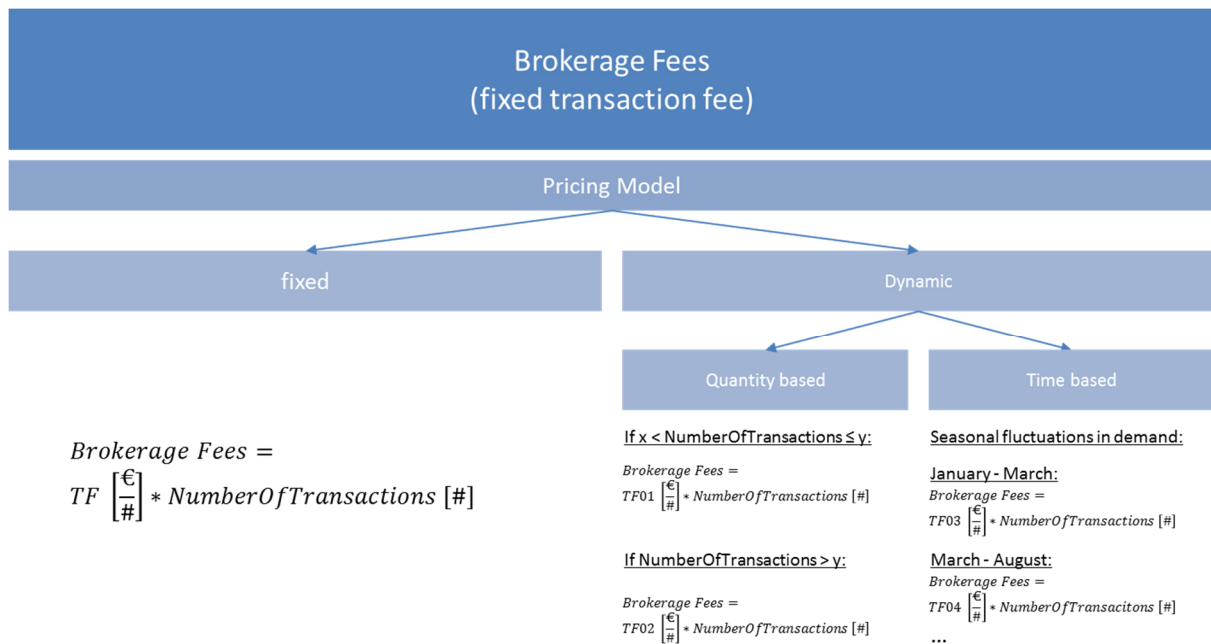 Brokerage Fees
(fixed transaction fee)
Pricing Model
fixed
Dynamic
Quantity based
Time based
Brokerage Fees =
TF [€/#] * NumberOfTransactions [#]
If x < NumberOfTransactions ≤ y:
Brokerage Fees =
TF01 [€/#] * NumberOfTransactions [#]
If NumberOfTransactions > y:
Brokerage Fees =
TF02 [€/#] * NumberOfTransactions [#]
Seasonal fluctuations in demand:
January - March:
Brokerage Fees =
TF03 [€/#] * NumberOfTransactions [#]
March - August:
Brokerage Fees =
TF04 [€/#] * NumberOfTransacitons [#]
...